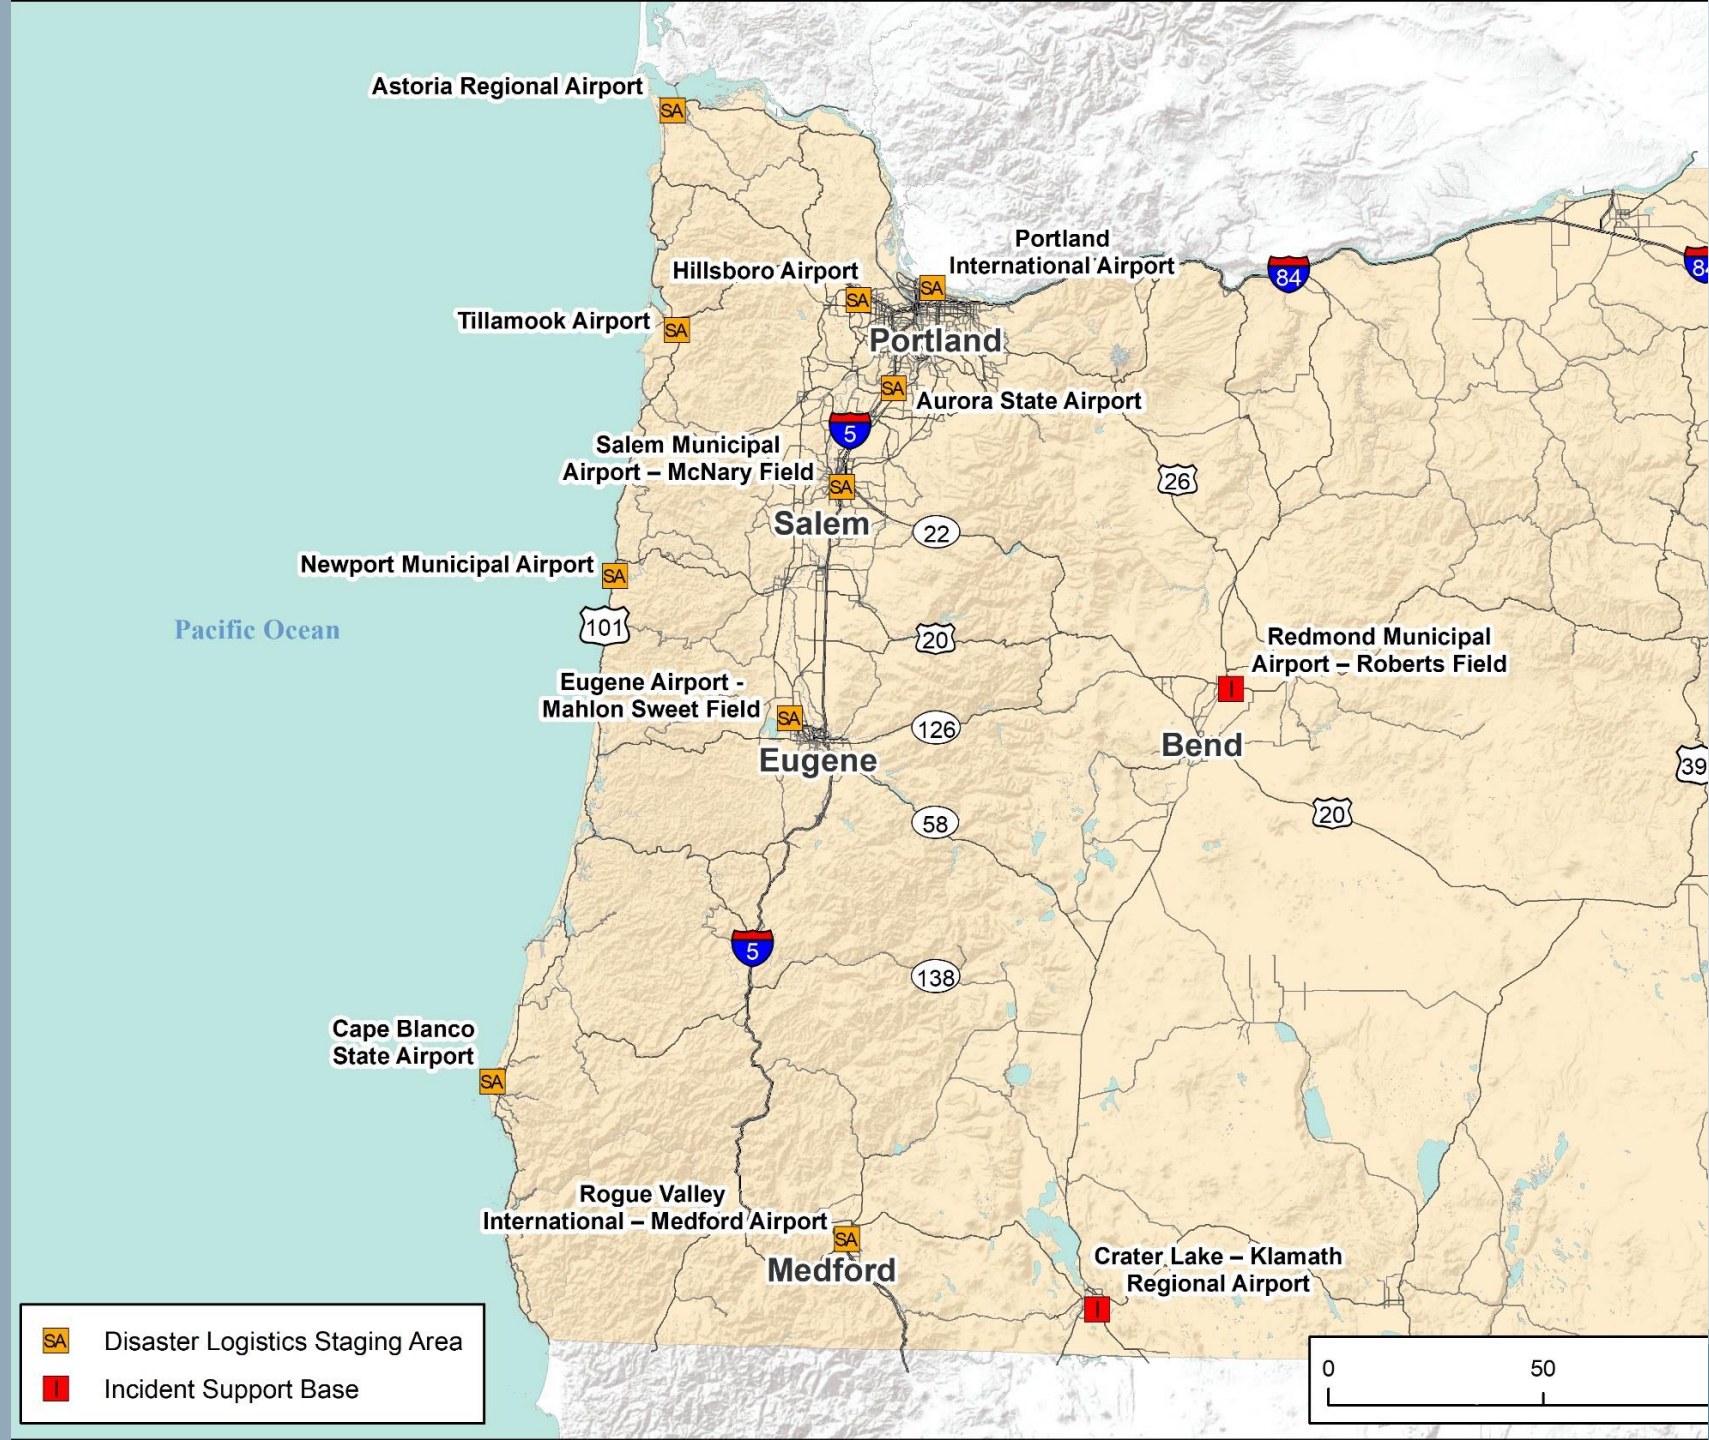 Astoria Regional Airport
SA
Portland
International Airport
Hillsboro Airport
SA
SA
84
84
Tillamook Airport
SA
Portland
SA
Aurora State Airport
5
Salem Municipal
Airport – McNary Field
SA
26
Salem
22
Newport Municipal Airport
SA
101
Pacific Ocean
20
Redmond Municipal
Airport – Roberts Field
I
Eugene Airport -
Mahlon Sweet Field
SA
126
Bend
Eugene
39
58
20
5
138
Cape Blanco
State Airport
SA
Rogue Valley
International – Medford Airport
SA
Medford
Crater Lake – Klamath
Regional Airport
I
SA Disaster Logistics Staging Area
I Incident Support Base
0 50